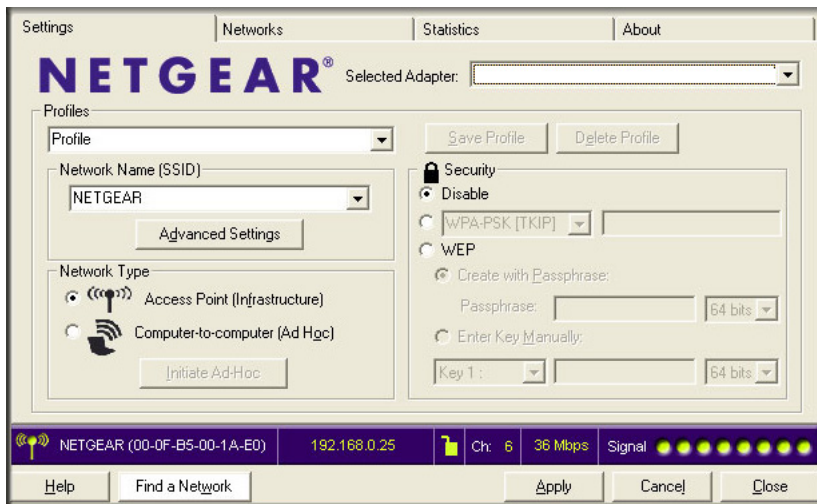 Settings
Networks
Statistics
About
NETGEAR®
Selected Adapter:
Profiles
Profile
Save Profile
Delete Profile
Network Name (SSID)
NETGEAR
Advanced Settings
Network Type
Access Point (Infrastructure)
Computer-to-computer (Ad Hoc)
Initiate Ad-Hoc
Security
Disable
WPA-PSK [TKIP]
WEP
Create with Passphrase:
Passphrase:
64 bits
Enter Key Manually:
Key 1 :
64 bits
NETGEAR (00-0F-B5-00-1A-E0)
192.168.0.25
Ch: 6
36 Mbps
Signal
Help
Find a Network
Apply
Cancel
Close